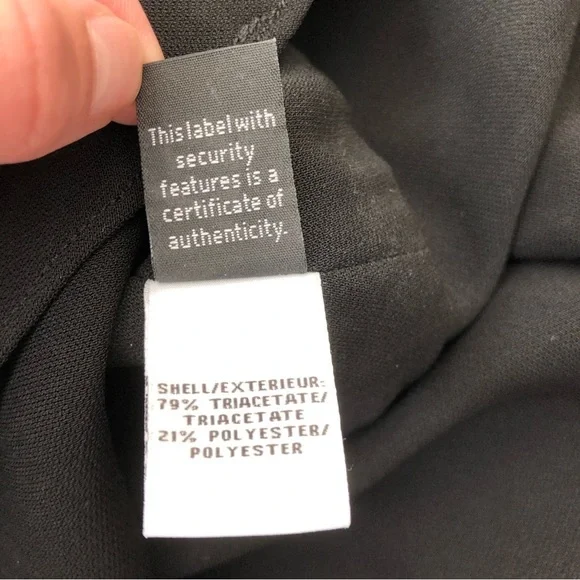 This label with
security
features is a
certificate of
authenticity.
SHELL/EXTERIEUR:
79% TRIACETATE/
TRIACETATE
21% POLYESTER/
POLYESTER